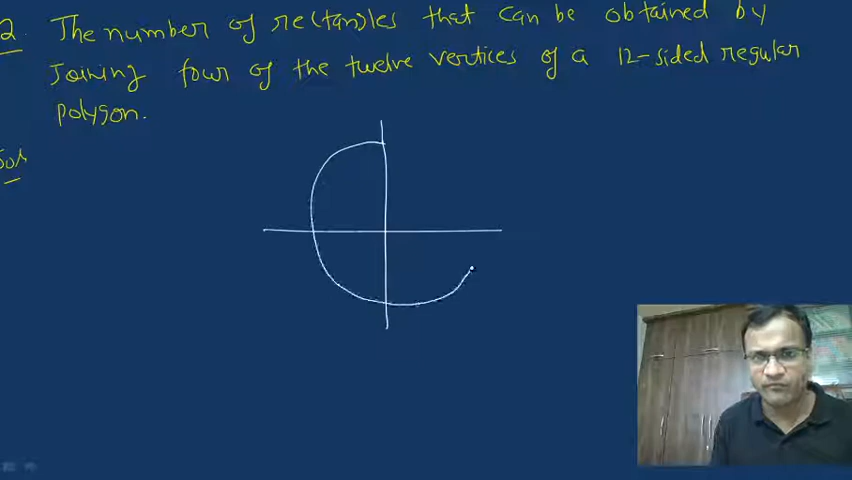 2 The number of rectangles that can be obtained by
Joining four of the twelve vertices of a 12-sided regular
polygon.
Sol